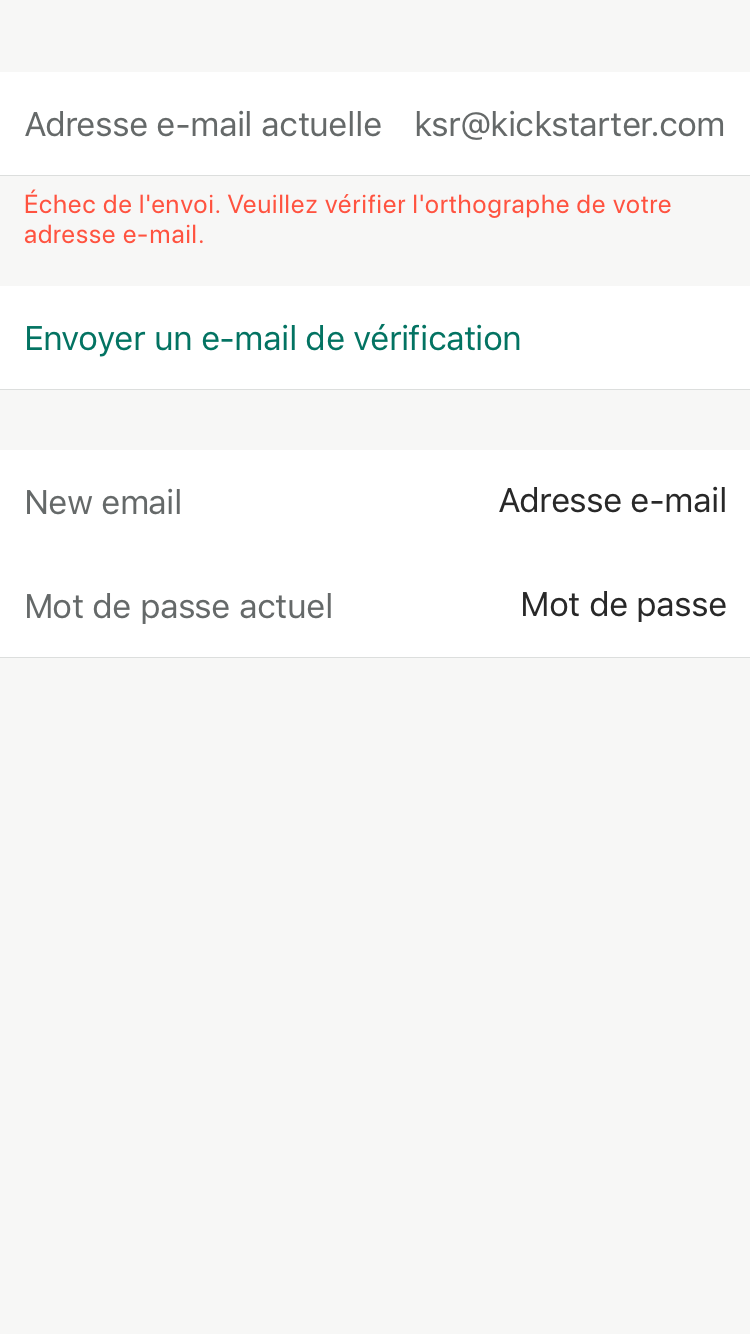 Adresse e-mail actuelle ksr@kickstarter.com
Échec de l'envoi. Veuillez vérifier l'orthographe de votre
adresse e-mail.
Envoyer un e-mail de vérification
New email Adresse e-mail
Mot de passe actuel Mot de passe